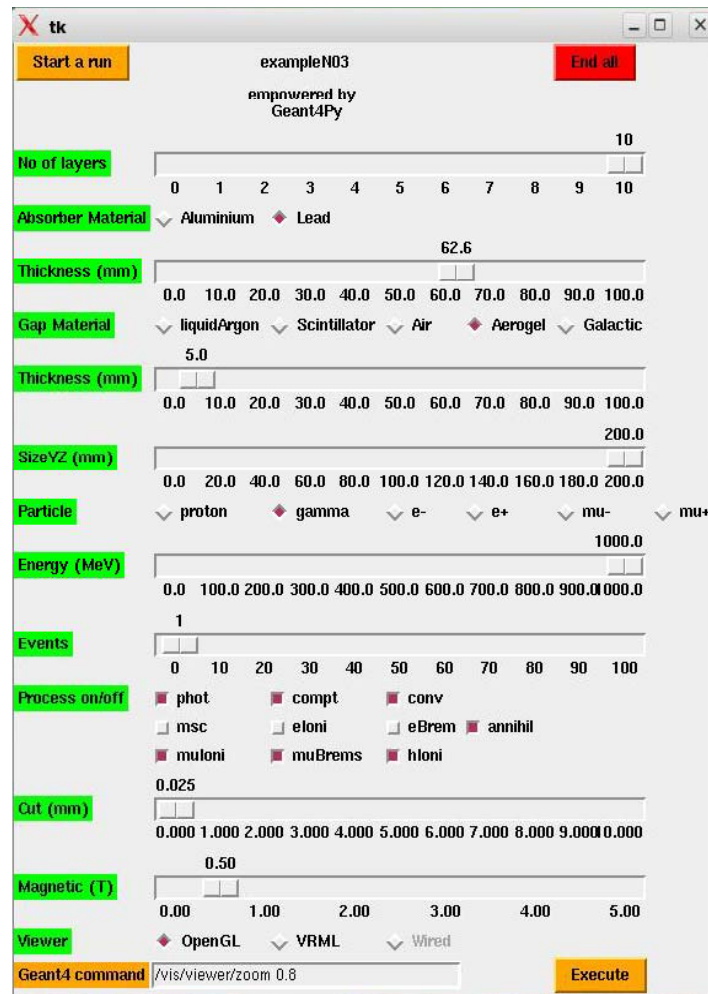 tk
Start a run exampleN03 End all
empowered by
Geant4Py
10
No of layers
0 1 2 3 4 5 6 7 8 9 10
Absorber Material Aluminium Lead
62.6
Thickness (mm)
0.0 10.0 20.0 30.0 40.0 50.0 60.0 70.0 80.0 90.0 100.0
Gap Material liquidArgon Scintillator Air Aerogel Galactic
5.0
Thickness (mm)
0.0 10.0 20.0 30.0 40.0 50.0 60.0 70.0 80.0 90.0 100.0
200.0
SizeYZ (mm)
0.0 20.0 40.0 60.0 80.0 100.0 120.0 140.0 160.0 180.0 200.0
Particle proton gamma e- e+ mu- mu+
1000.0
Energy (MeV)
0.0 100.0 200.0 300.0 400.0 500.0 600.0 700.0 800.0 900.0 1000.0
1
Events
0 10 20 30 40 50 60 70 80 90 100
Process on/off phot compt conv
msc eIoni eBrem annihil
muIoni muBrems hIoni
0.025
Cut (mm)
0.000 1.000 2.000 3.000 4.000 5.000 6.000 7.000 8.000 9.000 10.000
0.50
Magnetic (T)
0.00 1.00 2.00 3.00 4.00 5.00
Viewer OpenGL VRML Wired
Geant4 command /vis/viewer/zoom 0.8 Execute